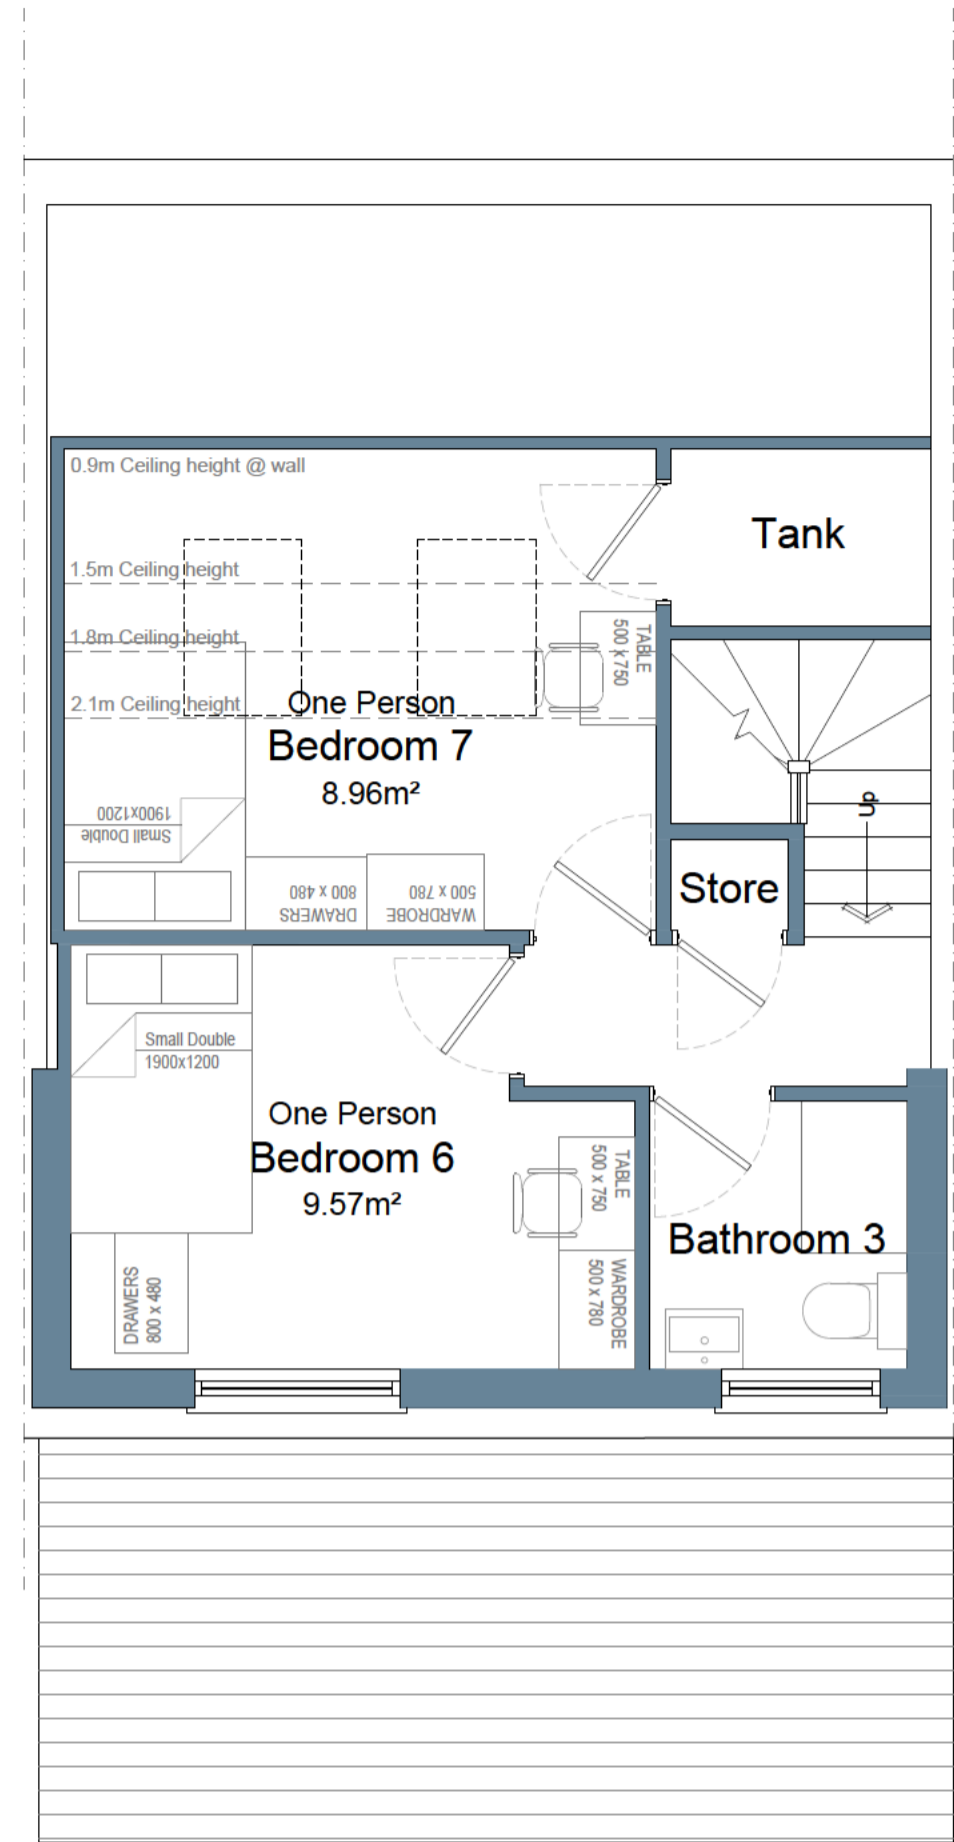 0.9m Ceiling height @ wall
Tank
1.5m Ceiling height
1.8m Ceiling height
TABLE
500 x 750
2.1m Ceiling height
One Person
Bedroom 7
8.96m²
Up
Small Double
1900x1200
DRAWERS
800 x 480
WARDROBE
500 x 780
Store
Small Double
1900x1200
One Person
Bedroom 6
9.57m²
TABLE
500 x 750
Bathroom 3
DRAWERS
800 x 480
WARDROBE
500 x 780